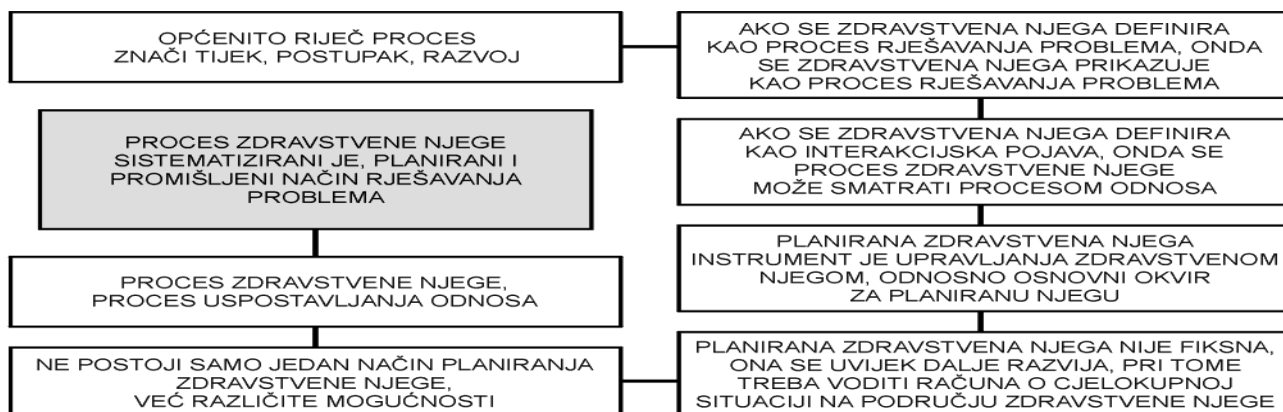 OPĆENITO RIJEČ PROCES
ZNAČI TIJEK, POSTUPAK, RAZVOJ
AKO SE ZDRAVSTVENA NJEGA DEFINIRA
KAO PROCES RJEŠAVANJA PROBLEMA, ONDA
SE ZDRAVSTVENA NJEGA PRIKAZUJE
KAO PROCES RJEŠAVANJA PROBLEMA
AKO SE ZDRAVSTVENA NJEGA DEFINIRA
KAO INTERAKCIJSKA POJAVA, ONDA SE
PROCES ZDRAVSTVENE NJEGE
MOŽE SMATRATI PROCESOM ODNOSA
PLANIRANA ZDRAVSTVENA NJEGA
INSTRUMENT JE UPRAVLJANJA ZDRAVSTVENOM
NJEGOM, ODNOSNO OSNOVNI OKVIR
ZA PLANIRANU NJEGU
PLANIRANA ZDRAVSTVENA NJEGA NIJE FIKSNA,
ONA SE UVIJEK DALJE RAZVIJA, PRI TOME
TREBA VODITI RAČUNA O CJELOKUPNOJ
SITUACIJI NA PODRUČJU ZDRAVSTVENE NJEGE
NE POSTOJI SAMO JEDAN NAČIN PLANIRANJA
ZDRAVSTVENE NJEGE,
VEĆ RAZLIČITE MOGUĆNOSTI
PROCES ZDRAVSTVENE NJEGE,
PROCES USPOSTAVLJANJA ODNOSA
PROCES ZDRAVSTVENE NJEGE
SISTEMATIZIRANI JE, PLANIRANI I
PROMIŠLJENI NAČIN RJEŠAVANJA
PROBLEMA